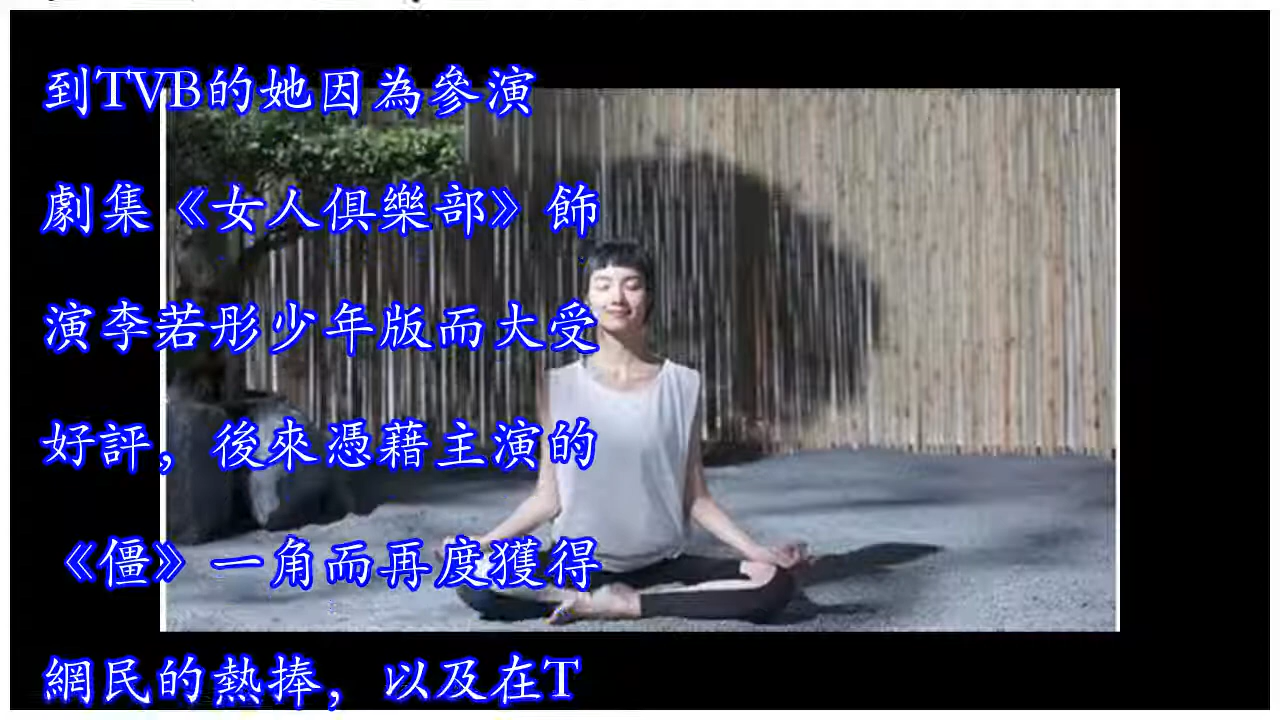 到TVB的她因為參演
劇集《女人俱樂部》飾
演李若彤少年版而大受
好評，後來憑藉主演的
《僵》一角而再度獲得
網民的熱捧，以及在T